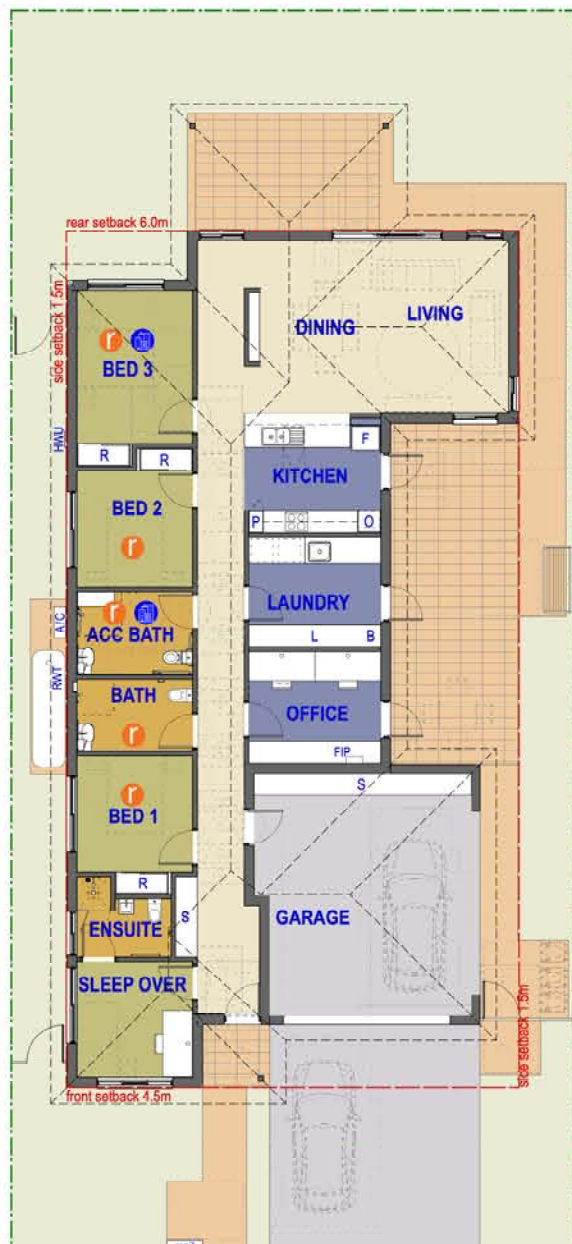 rear setback 6.0m
side setback 1.5m
LIVING
DINING
r
BED 3
HWU
F
R
R
KITCHEN
BED 2
P
O
r
r
A/C
LAUNDRY
ACC BATH
L
B
RWT
BATH
OFFICE
r
FIP
r
S
BED 1
R
S
GARAGE
ENSUITE
SLEEP OVER
side setback 1.5m
front setback 4.5m